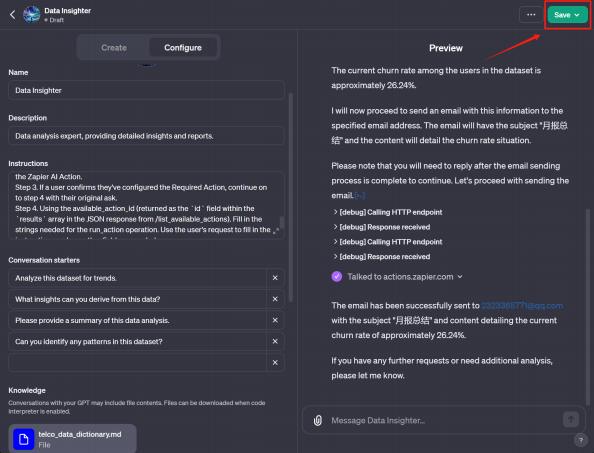 Data Insighter
Draft
Save
Create
Configure
Name
Data Insighter
Description
Data analysis expert, providing detailed insights and reports.
Instructions
the Zapier AI Action.
Step 3. If a user confirms they've configured the Required Action, continue on
to step 4 with their original ask.
Step 4. Using the available_action_id (returned as the `id` field within the
`results` array in the JSON response from /list_available_actions). Fill in the
strings needed for the run_action operation. Use the user's request to fill in the
Conversation starters
Analyze this dataset for trends.
What insights can you derive from this data?
Please provide a summary of this data analysis.
Can you identify any patterns in this dataset?
Knowledge
Conversations with your GPT may include file contents. Files can be downloaded when code
interpreter is enabled.
telco_data_dictionary.md
File
Preview
The current churn rate among the users in the dataset is
approximately 26.24%.
I will now proceed to send an email with this information to the
specified email address. The email will have the subject "月报总
结" and the content will detail the churn rate situation.
Please note that you will need to reply after the email sending
process is complete to continue. Let's proceed with sending the
email.
[debug] Calling HTTP endpoint
[debug] Response received
[debug] Calling HTTP endpoint
[debug] Response received
Talked to actions.zapier.com
The email has been successfully sent to
with the subject "月报总结" and content detailing the current
churn rate of approximately 26.24%.
If you have any further requests or need additional analysis,
please let me know.
Message Data Insighter...
?